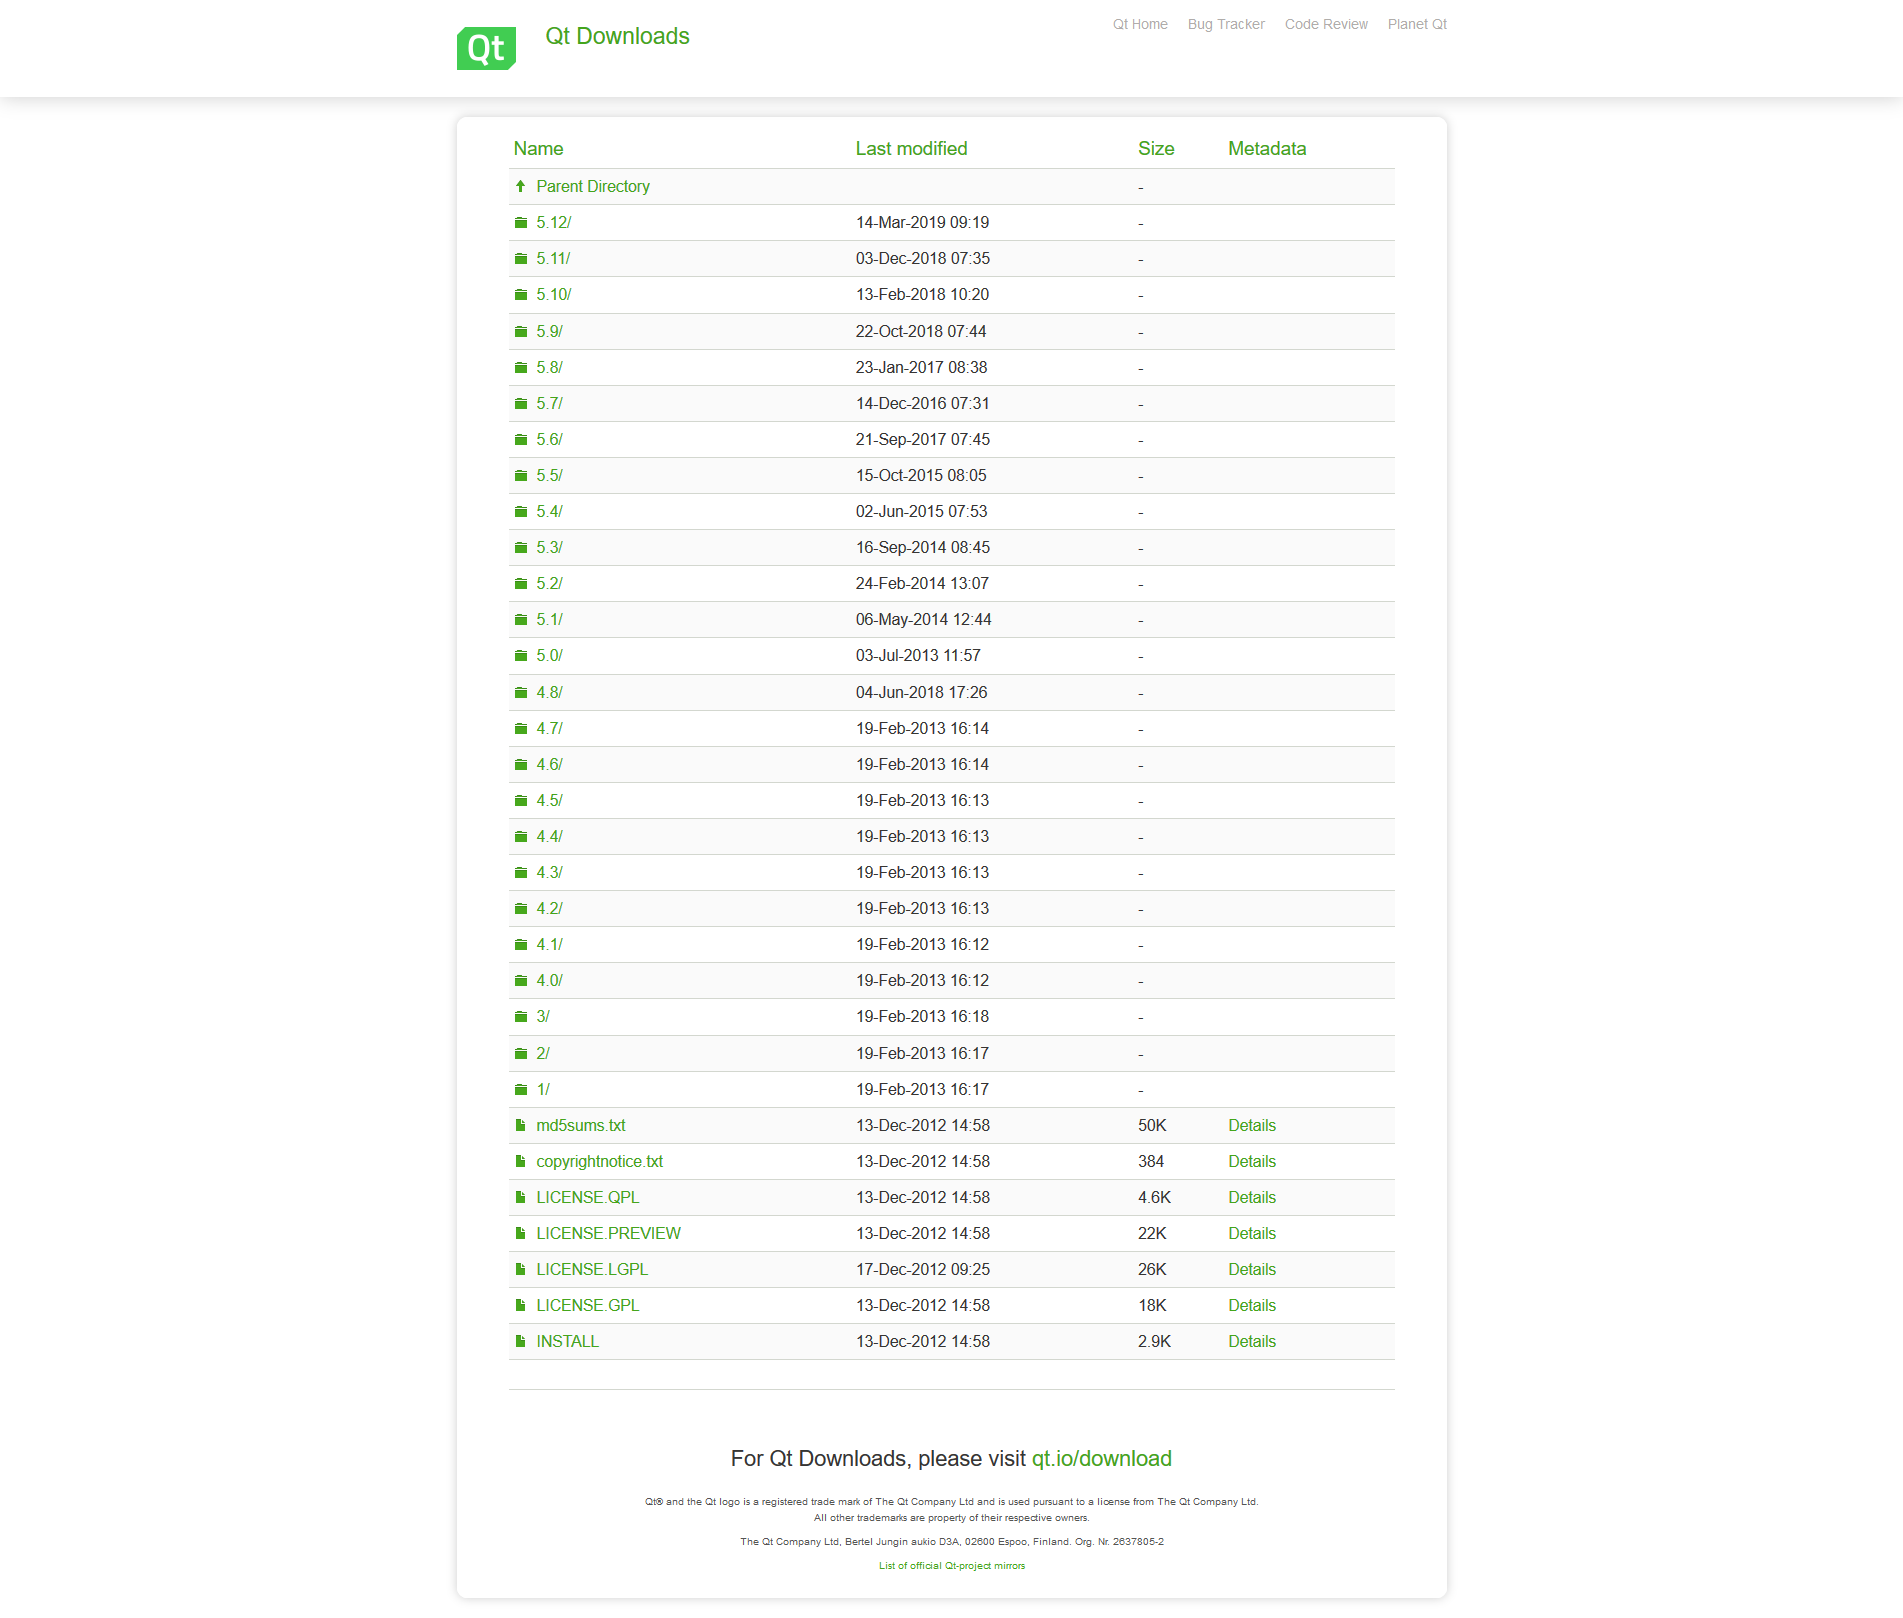 Qt
Qt Downloads
Qt Home Bug Tracker Code Review Planet Qt
Name Last modified Size Metadata
Parent Directory -
5.12/ 14-Mar-2019 09:19 -
5.11/ 03-Dec-2018 07:35 -
5.10/ 13-Feb-2018 10:20 -
5.9/ 22-Oct-2018 07:44 -
5.8/ 23-Jan-2017 08:38 -
5.7/ 14-Dec-2016 07:31 -
5.6/ 21-Sep-2017 07:45 -
5.5/ 15-Oct-2015 08:05 -
5.4/ 02-Jun-2015 07:53 -
5.3/ 16-Sep-2014 08:45 -
5.2/ 24-Feb-2014 13:07 -
5.1/ 06-May-2014 12:44 -
5.0/ 03-Jul-2013 11:57 -
4.8/ 04-Jun-2018 17:26 -
4.7/ 19-Feb-2013 16:14 -
4.6/ 19-Feb-2013 16:14 -
4.5/ 19-Feb-2013 16:13 -
4.4/ 19-Feb-2013 16:13 -
4.3/ 19-Feb-2013 16:13 -
4.2/ 19-Feb-2013 16:13 -
4.1/ 19-Feb-2013 16:12 -
4.0/ 19-Feb-2013 16:12 -
3/ 19-Feb-2013 16:18 -
2/ 19-Feb-2013 16:17 -
1/ 19-Feb-2013 16:17 -
md5sums.txt 13-Dec-2012 14:58 50K Details
copyrightnotice.txt 13-Dec-2012 14:58 384 Details
LICENSE.QPL 13-Dec-2012 14:58 4.6K Details
LICENSE.PREVIEW 13-Dec-2012 14:58 22K Details
LICENSE.LGPL 17-Dec-2012 09:25 26K Details
LICENSE.GPL 13-Dec-2012 14:58 18K Details
INSTALL 13-Dec-2012 14:58 2.9K Details
For Qt Downloads, please visit qt.io/download
Qt® and the Qt logo is a registered trade mark of The Qt Company Ltd and is used pursuant to a license from The Qt Company Ltd.
All other trademarks are property of their respective owners.
The Qt Company Ltd, Bertel Jungin aukio D3A, 02600 Espoo, Finland. Org. Nr. 2637805-2
List of official Qt-project mirrors